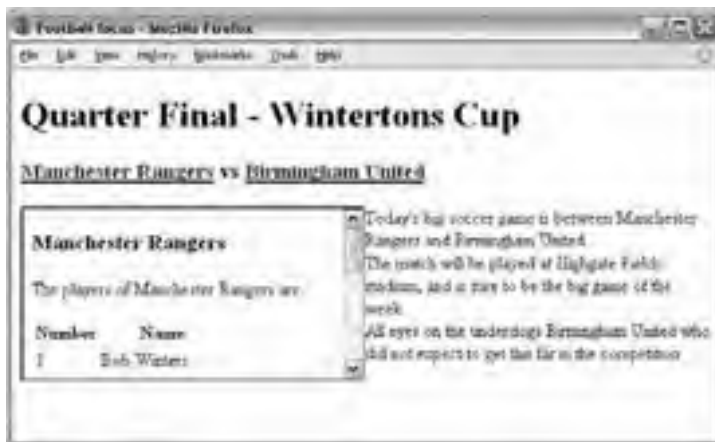 Football focus - Mozilla Firefox
File Edit View History Bookmarks Tools Help
Quarter Final - Wintertons Cup
Manchester Rangers vs Birmingham United
Manchester Rangers
The players of Manchester Rangers are:
Number Name
1 Bob Winters
Today's big soccer game is between Manchester
Rangers and Birmingham United.
The match will be played at Highgate Fields
stadium, and is sure to be the big game of the
week.
All eyes on the underdogs Birmingham United who
did not expect to get this far in the competition.